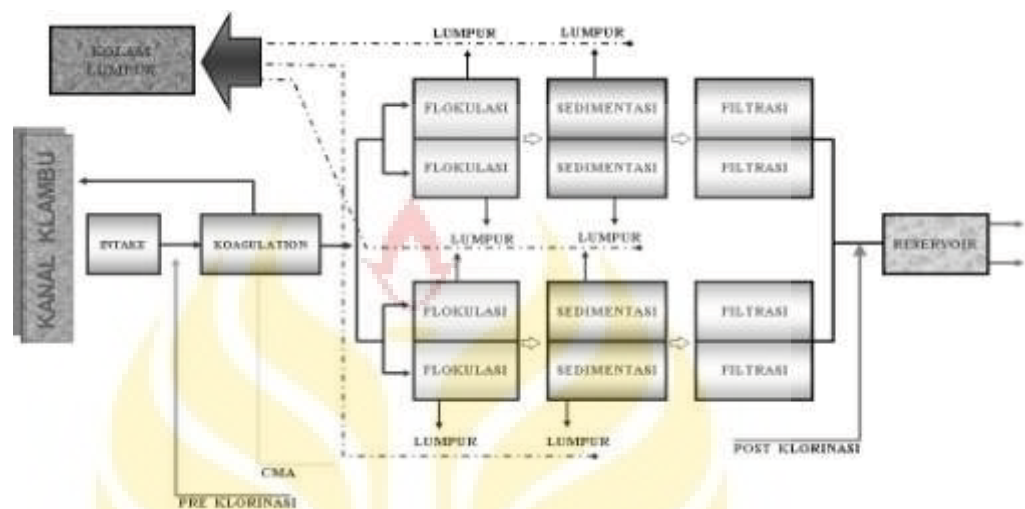 LUMPUR
LUMPUR
KOLAM
LUMPUR
FLOKULASI
SEDIMENTASI
FILTRASI
FLOKULASI
SEDIMENTASI
FILTRASI
KANAL KLAMBU
INTAKE
KOAGULATION
LUMPUR
LUMPUR
RESERVOIR
FLOKULASI
SEDIMENTASI
FILTRASI
FLOKULASI
SEDIMENTASI
FILTRASI
LUMPUR
LUMPUR
POST KLORINASI
CMA
PRE KLORINASI